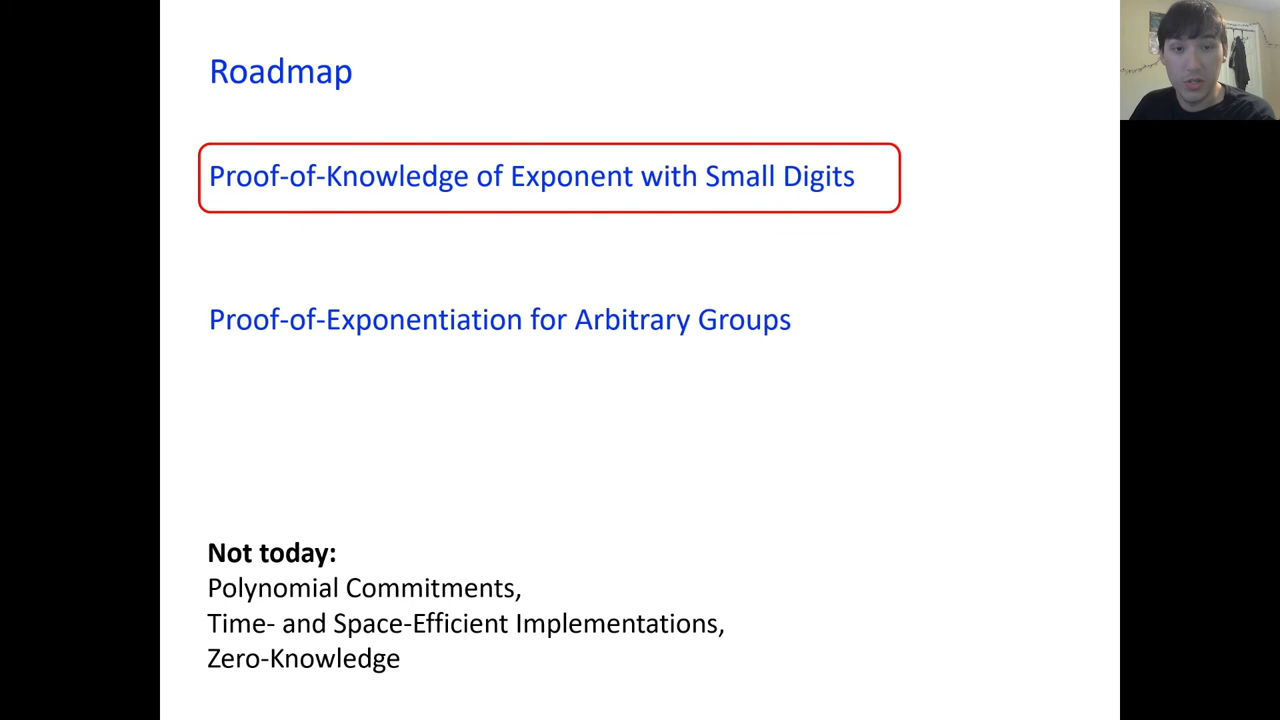 Roadmap
Proof-of-Knowledge of Exponent with Small Digits
Proof-of-Exponentiation for Arbitrary Groups
Not today:
Polynomial Commitments,
Time- and Space-Efficient Implementations,
Zero-Knowledge